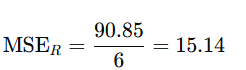 MSE_R = 90.85/6 = 15.14